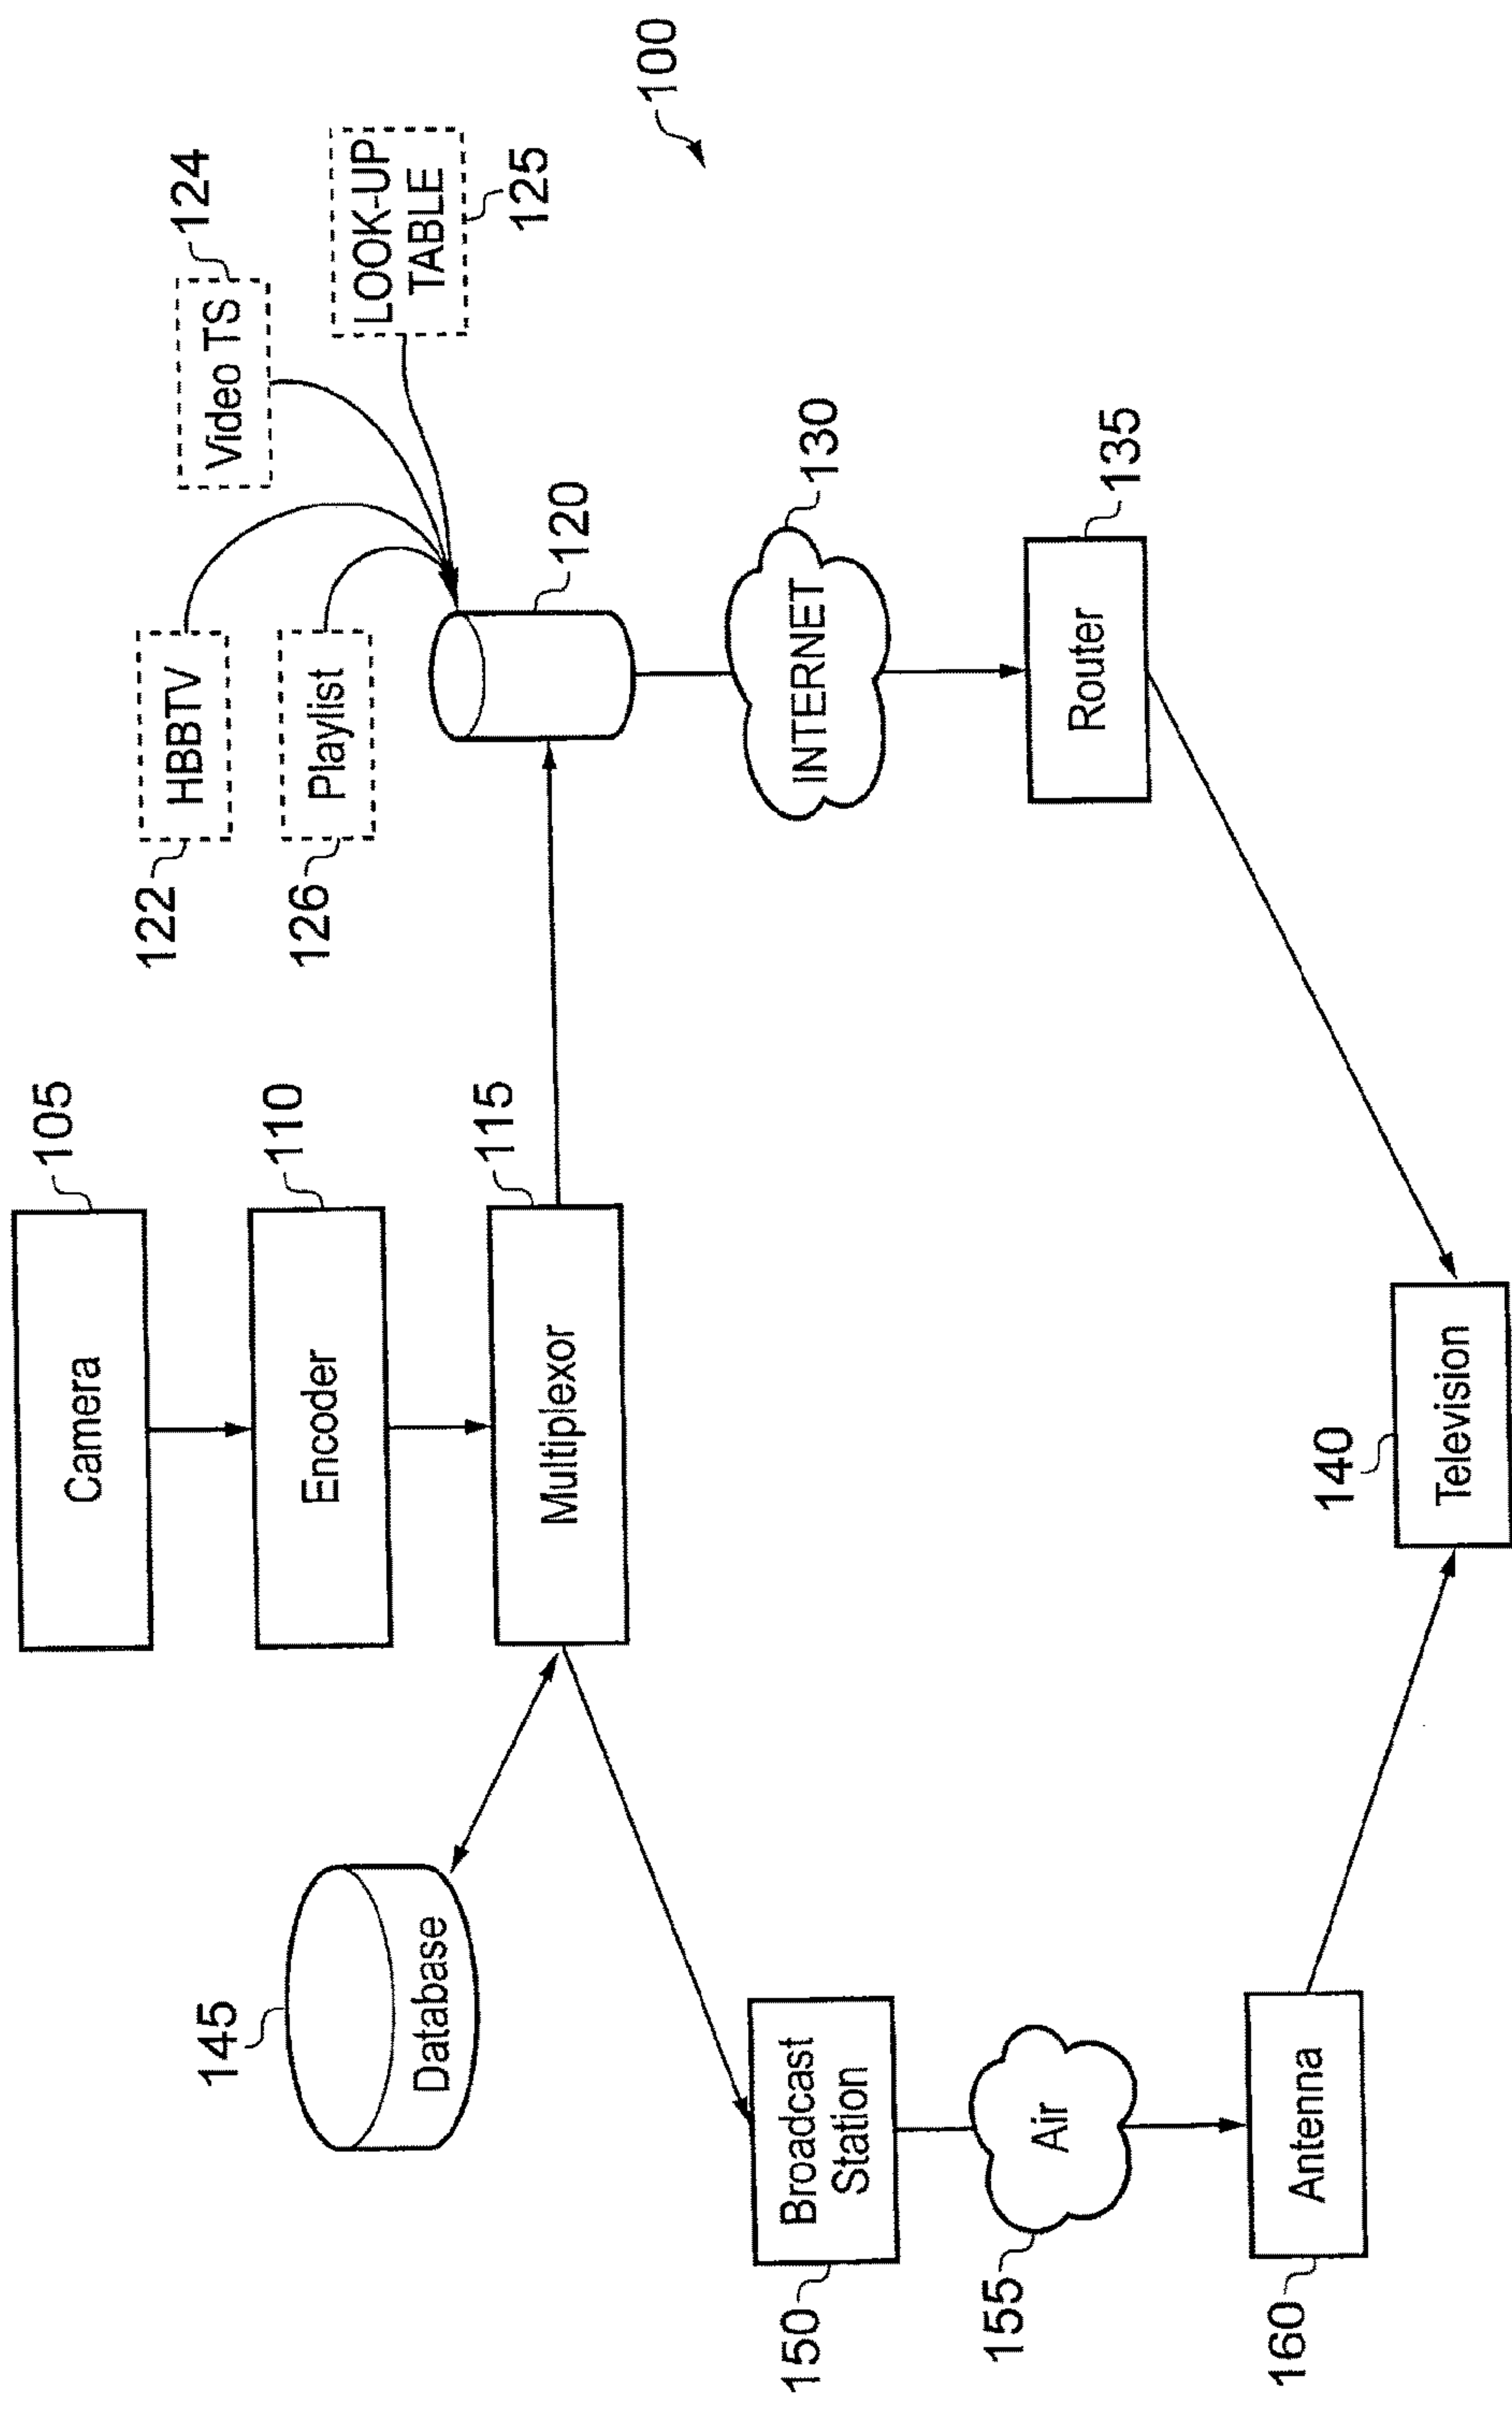 105
Camera
110
Encoder
115
Multiplexor
145
Database
122
HBBTV
124
Video TS
126
Playlist
LOOK-UP
TABLE
125
120
100
130
INTERNET
135
Router
150
Broadcast
Station
155
Air
160
Antenna
140
Television